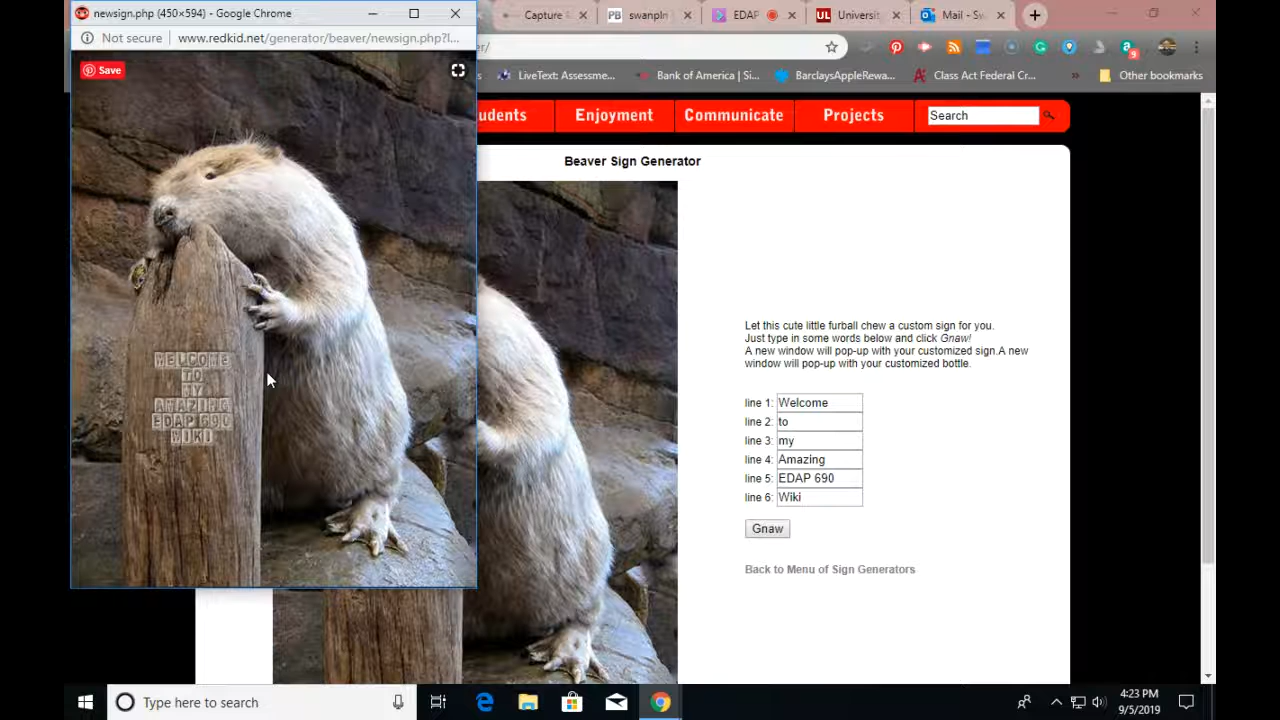 newsign.php (450×594) - Google Chrome
Capture &
swanpln
EDAP
Universit
Mail - Sw
Not secure
www.redkid.net/generator/beaver/newsign.php?l...
er/
LiveText: Assessme...
Bank of America | Si...
BarclaysAppleRewa...
Class Act Federal Cr...
»
Other bookmarks
Save
udents
Enjoyment
Communicate
Projects
Search
Beaver Sign Generator
WELCOME
TO
MY
AMAZING
EDAP 690
WIKI
Let this cute little furball chew a custom sign for you.
Just type in some words below and click Gnaw!
A new window will pop-up with your customized sign.A new
window will pop-up with your customized bottle.
line 1: Welcome
line 2: to
line 3: my
line 4: Amazing
line 5: EDAP 690
line 6: Wiki
Gnaw
Back to Menu of Sign Generators
Type here to search
4:23 PM
9/5/2019